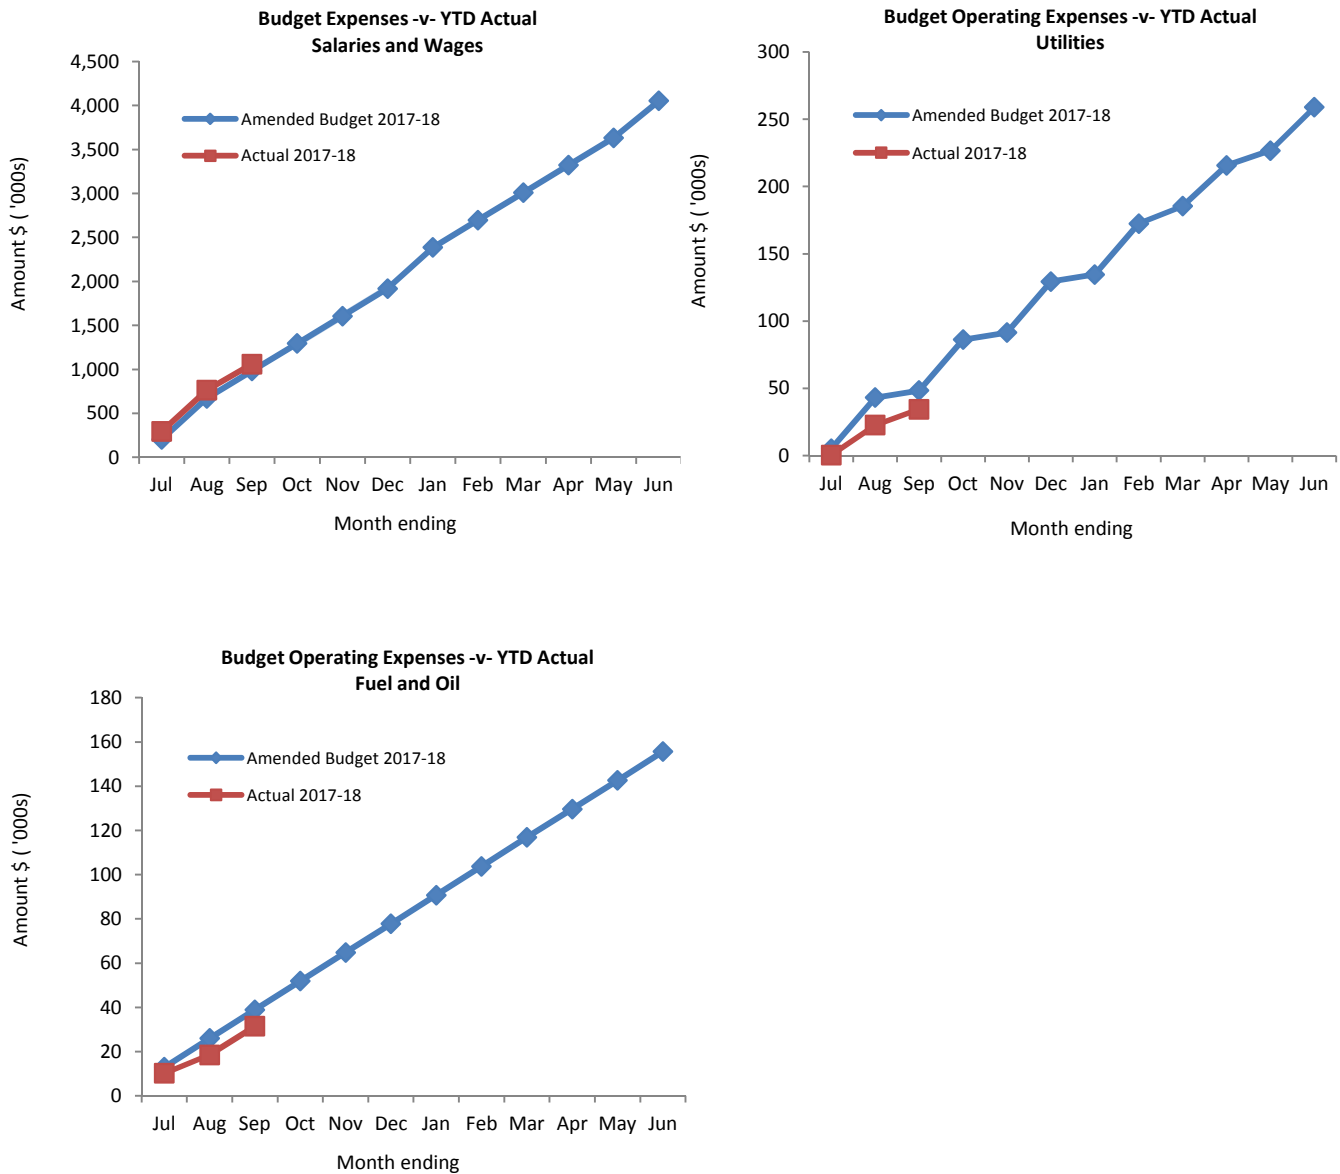 Budget Expenses -v- YTD Actual
Salaries and Wages
4,500
4,000
3,500
3,000
2,500
2,000
1,500
1,000
500
0
Amount $ ( '000s)
Amended Budget 2017-18
Actual 2017-18
Jul Aug Sep Oct Nov Dec Jan Feb Mar Apr May Jun
Month ending
Budget Operating Expenses -v- YTD Actual
Utilities
300
250
200
150
100
50
0
Amount $ ( '000s)
Amended Budget 2017-18
Actual 2017-18
Jul Aug Sep Oct Nov Dec Jan Feb Mar Apr May Jun
Month ending
Budget Operating Expenses -v- YTD Actual
Fuel and Oil
180
160
140
120
100
80
60
40
20
0
Amount $ ( '000s)
Amended Budget 2017-18
Actual 2017-18
Jul Aug Sep Oct Nov Dec Jan Feb Mar Apr May Jun
Month ending